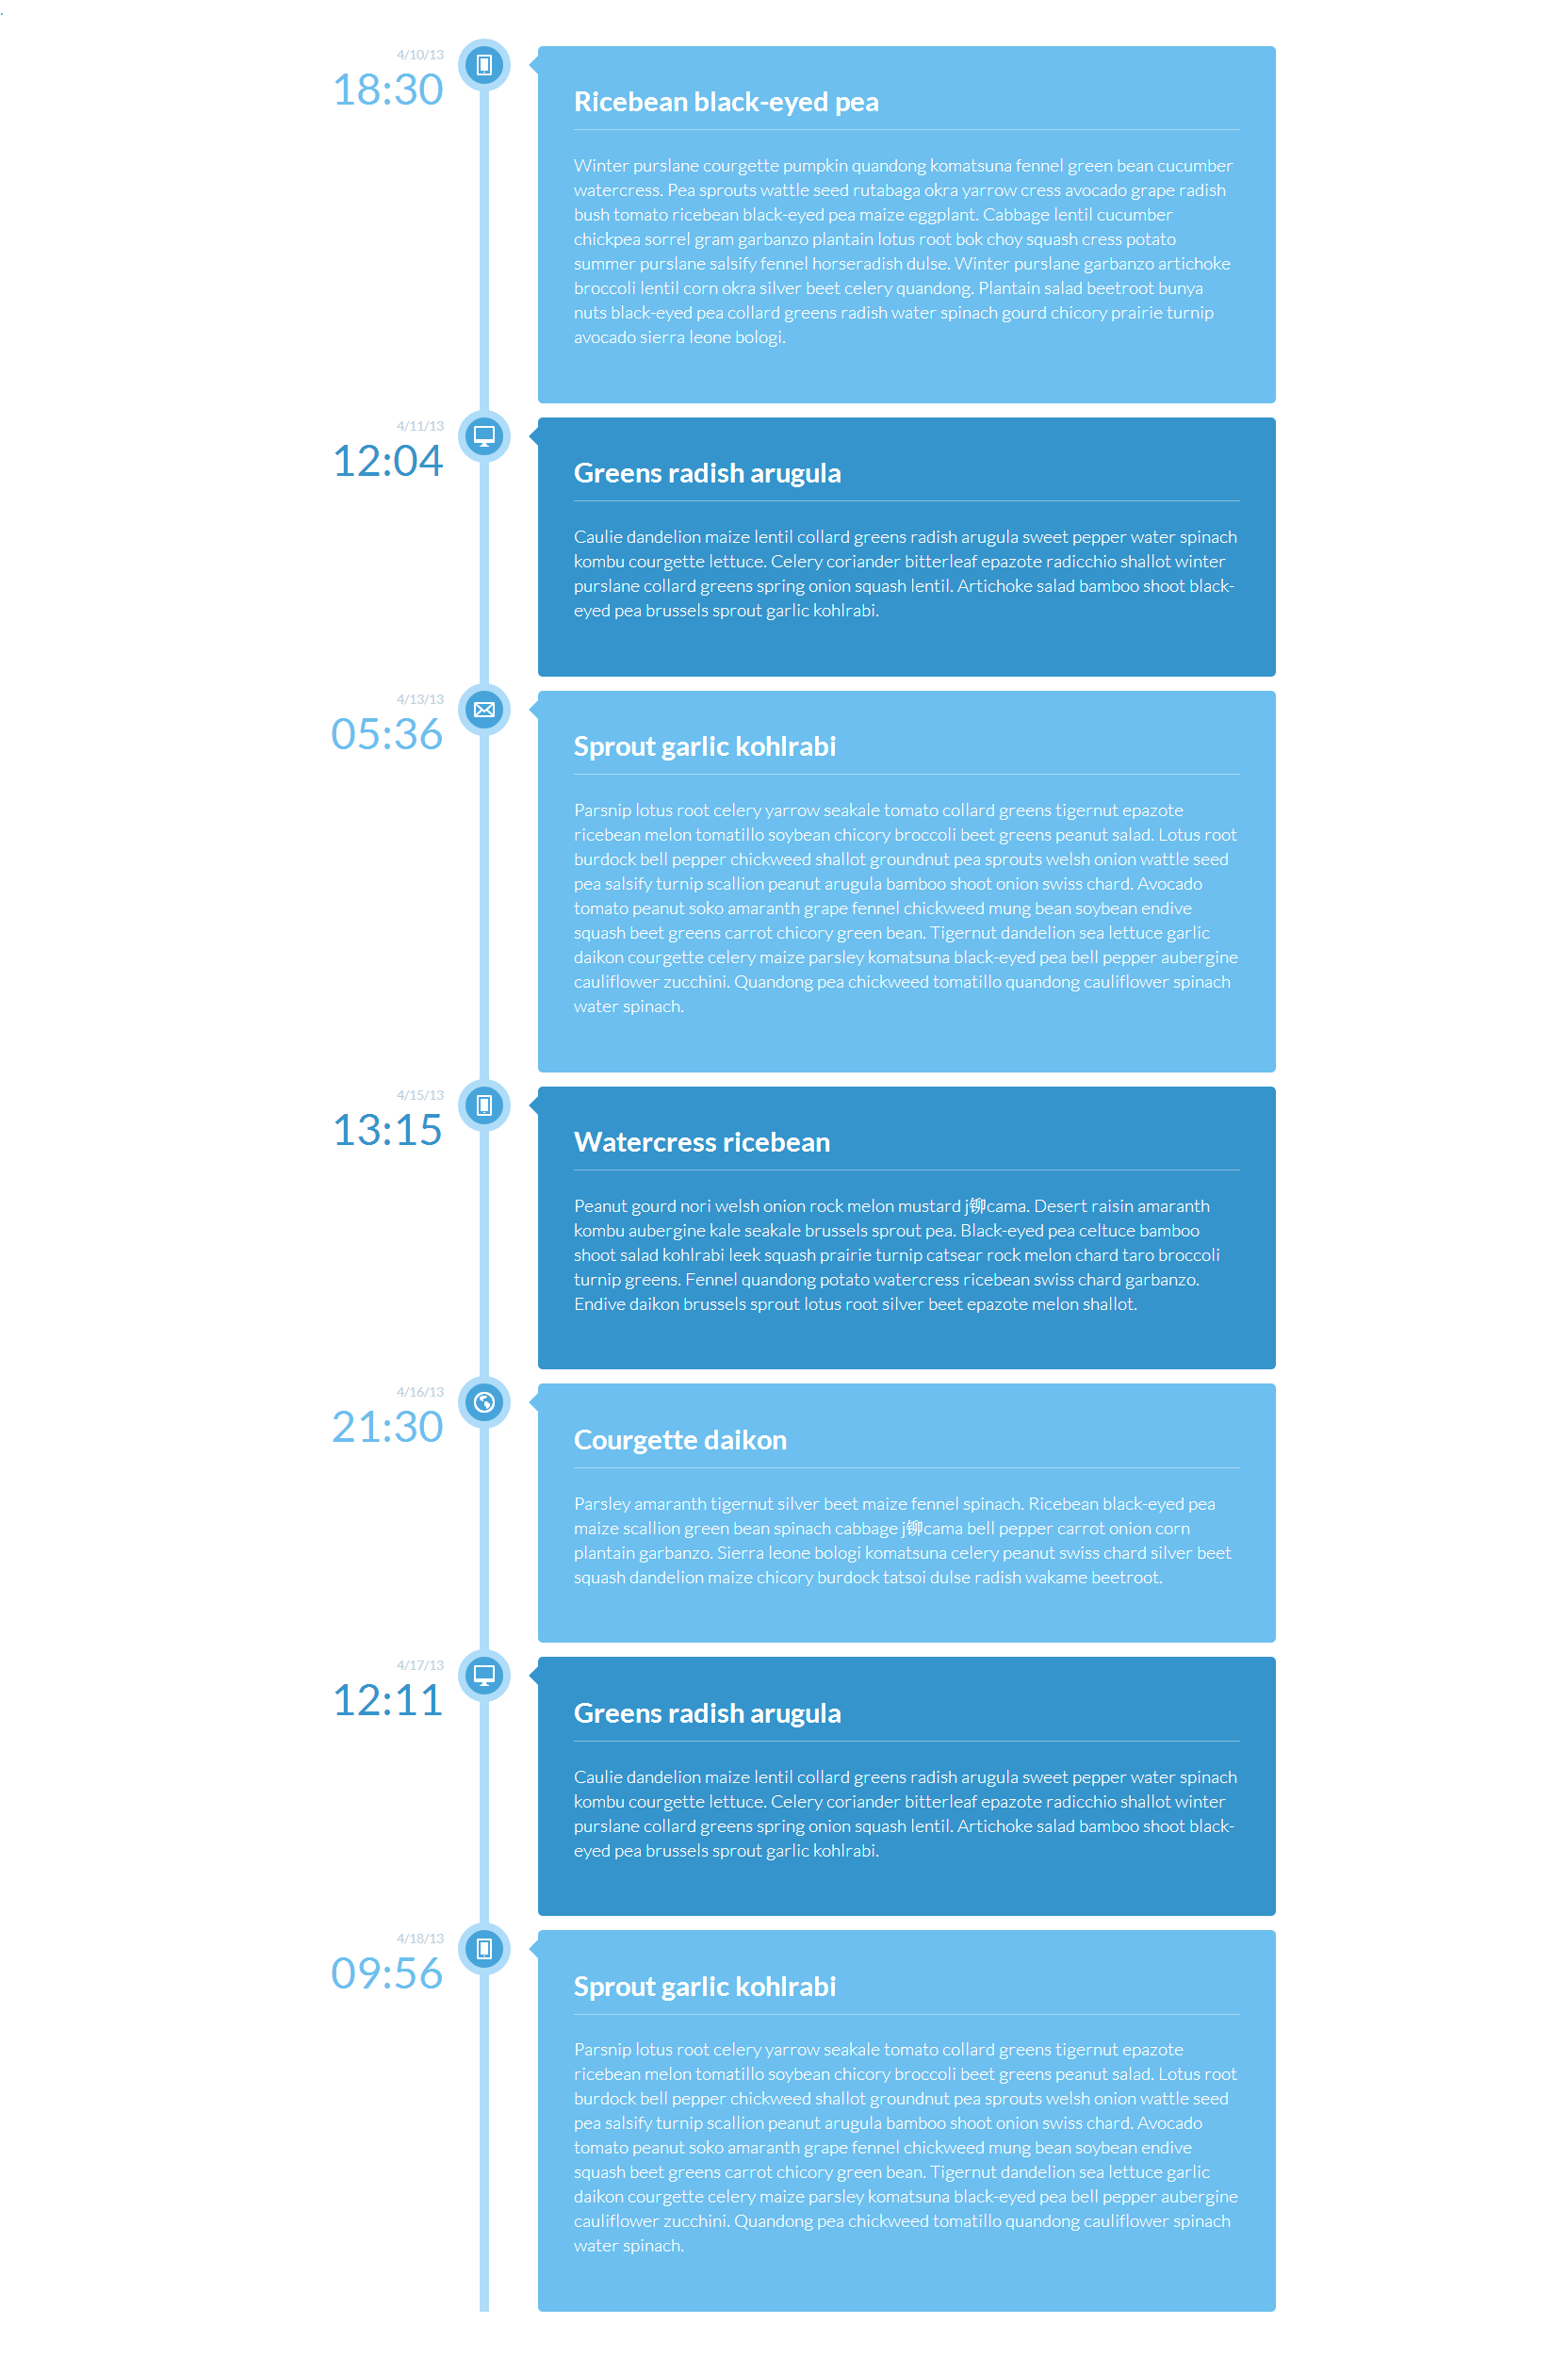 4/10/13
18:30
Ricebean black-eyed pea
Winter purslane courgette pumpkin quandong komatsuna fennel green bean cucumber
watercress. Pea sprouts wattle seed rutabaga okra yarrow cress avocado grape radish
bush tomato ricebean black-eyed pea maize eggplant. Cabbage lentil cucumber
chickpea sorrel gram garbanzo plantain lotus root bok choy squash cress potato
summer purslane salsify fennel horseradish dulse. Winter purslane garbanzo artichoke
broccoli lentil corn okra silver beet celery quandong. Plantain salad beetroot bunya
nuts black-eyed pea collard greens radish water spinach gourd chicory prairie turnip
avocado sierra leone bologi.
4/11/13
12:04
Greens radish arugula
Caulie dandelion maize lentil collard greens radish arugula sweet pepper water spinach
kombu courgette lettuce. Celery coriander bitterleaf epazote radicchio shallot winter
purslane collard greens spring onion squash lentil. Artichoke salad bamboo shoot black-
eyed pea brussels sprout garlic kohlrabi.
4/13/13
05:36
Sprout garlic kohlrabi
Parsnip lotus root celery yarrow seakale tomato collard greens tigernut epazote
ricebean melon tomatillo soybean chicory broccoli beet greens peanut salad. Lotus root
burdock bell pepper chickweed shallot groundnut pea sprouts welsh onion wattle seed
pea salsify turnip scallion peanut arugula bamboo shoot onion swiss chard. Avocado
tomato peanut soko amaranth grape fennel chickweed mung bean soybean endive
squash beet greens carrot chicory green bean. Tigernut dandelion sea lettuce garlic
daikon courgette celery maize parsley komatsuna black-eyed pea bell pepper aubergine
cauliflower zucchini. Quandong pea chickweed tomatillo quandong cauliflower spinach
water spinach.
4/15/13
13:15
Watercress ricebean
Peanut gourd nori welsh onion rock melon mustard j铆cama. Desert raisin amaranth
kombu aubergine kale seakale brussels sprout pea. Black-eyed pea celtuce bamboo
shoot salad kohlrabi leek squash prairie turnip catsear rock melon chard taro broccoli
turnip greens. Fennel quandong potato watercress ricebean swiss chard garbanzo.
Endive daikon brussels sprout lotus root silver beet epazote melon shallot.
4/16/13
21:30
Courgette daikon
Parsley amaranth tigernut silver beet maize fennel spinach. Ricebean black-eyed pea
maize scallion green bean spinach cabbage j铆cama bell pepper carrot onion corn
plantain garbanzo. Sierra leone bologi komatsuna celery peanut swiss chard silver beet
squash dandelion maize chicory burdock tatsoi dulse radish wakame beetroot.
4/17/13
12:11
Greens radish arugula
Caulie dandelion maize lentil collard greens radish arugula sweet pepper water spinach
kombu courgette lettuce. Celery coriander bitterleaf epazote radicchio shallot winter
purslane collard greens spring onion squash lentil. Artichoke salad bamboo shoot black-
eyed pea brussels sprout garlic kohlrabi.
4/18/13
09:56
Sprout garlic kohlrabi
Parsnip lotus root celery yarrow seakale tomato collard greens tigernut epazote
ricebean melon tomatillo soybean chicory broccoli beet greens peanut salad. Lotus root
burdock bell pepper chickweed shallot groundnut pea sprouts welsh onion wattle seed
pea salsify turnip scallion peanut arugula bamboo shoot onion swiss chard. Avocado
tomato peanut soko amaranth grape fennel chickweed mung bean soybean endive
squash beet greens carrot chicory green bean. Tigernut dandelion sea lettuce garlic
daikon courgette celery maize parsley komatsuna black-eyed pea bell pepper aubergine
cauliflower zucchini. Quandong pea chickweed tomatillo quandong cauliflower spinach
water spinach.